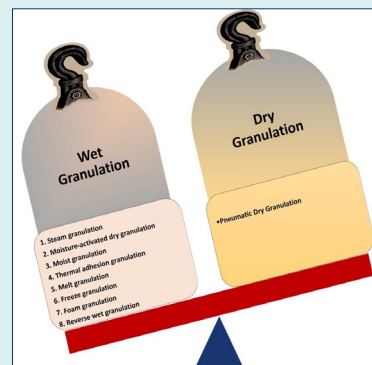 Wet
Granulation
1. Steam granulation
2. Moisture-activated dry granulation
3. Moist granulation
4. Thermal adhesion granulation
5. Melt granulation
6. Freeze granulation
7. Foam granulation
8. Reverse wet granulation
Dry
Granulation
•Pneumatic Dry Granulation